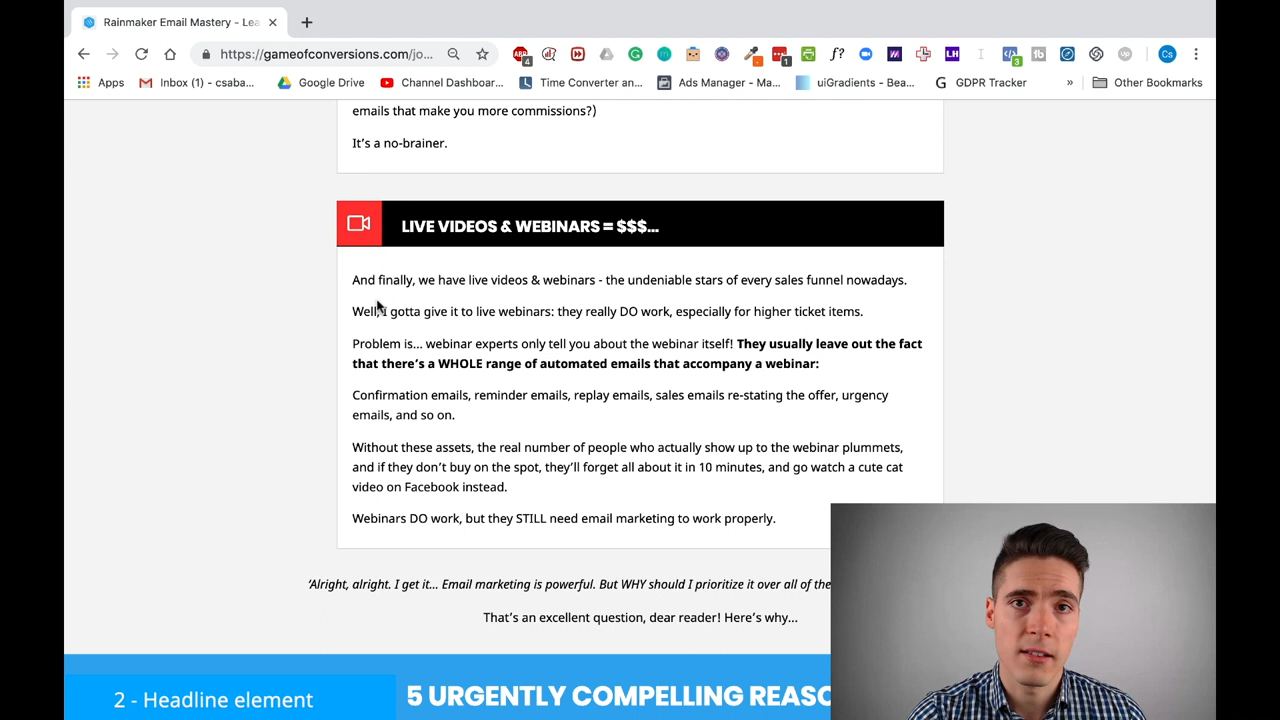 Rainmaker Email Mastery - Lea
https://gameofconversions.com/jo...
ABP
4
f?
1
LH
3
tb
Up
Cs
Apps
Inbox (1) - csaba...
Google Drive
Channel Dashboar...
Time Converter an...
Ads Manager - Ma...
uiGradients - Bea...
G GDPR Tracker
»
Other Bookmarks
emails that make you more commissions?)
It's a no-brainer.
LIVE VIDEOS & WEBINARS = $$$...
And finally, we have live videos & webinars - the undeniable stars of every sales funnel nowadays.
Well, I gotta give it to live webinars: they really DO work, especially for higher ticket items.
Problem is... webinar experts only tell you about the webinar itself! They usually leave out the fact
that there's a WHOLE range of automated emails that accompany a webinar:
Confirmation emails, reminder emails, replay emails, sales emails re-stating the offer, urgency
emails, and so on.
Without these assets, the real number of people who actually show up to the webinar plummets,
and if they don't buy on the spot, they'll forget all about it in 10 minutes, and go watch a cute cat
video on Facebook instead.
Webinars DO work, but they STILL need email marketing to work properly.
'Alright, alright. I get it... Email marketing is powerful. But WHY should I prioritize it over all of the
That's an excellent question, dear reader! Here's why...
2 - Headline element
5 URGENTLY COMPELLING REASO